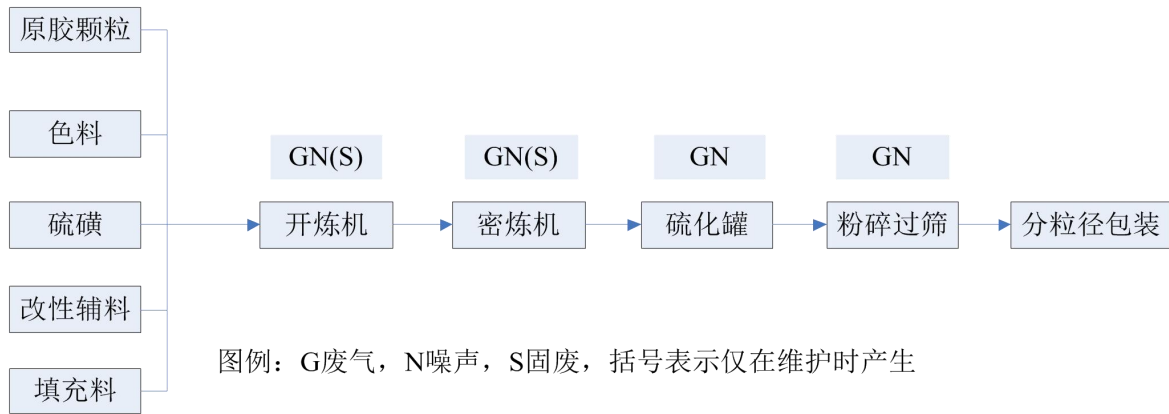 原胶颗粒
色料
硫磺
改性辅料
填充料
GN(S)
GN(S)
GN
GN
开炼机
密炼机
硫化罐
粉碎过筛
分粒径包装
图例：G废气，N噪声，S固废，括号表示仅在维护时产生